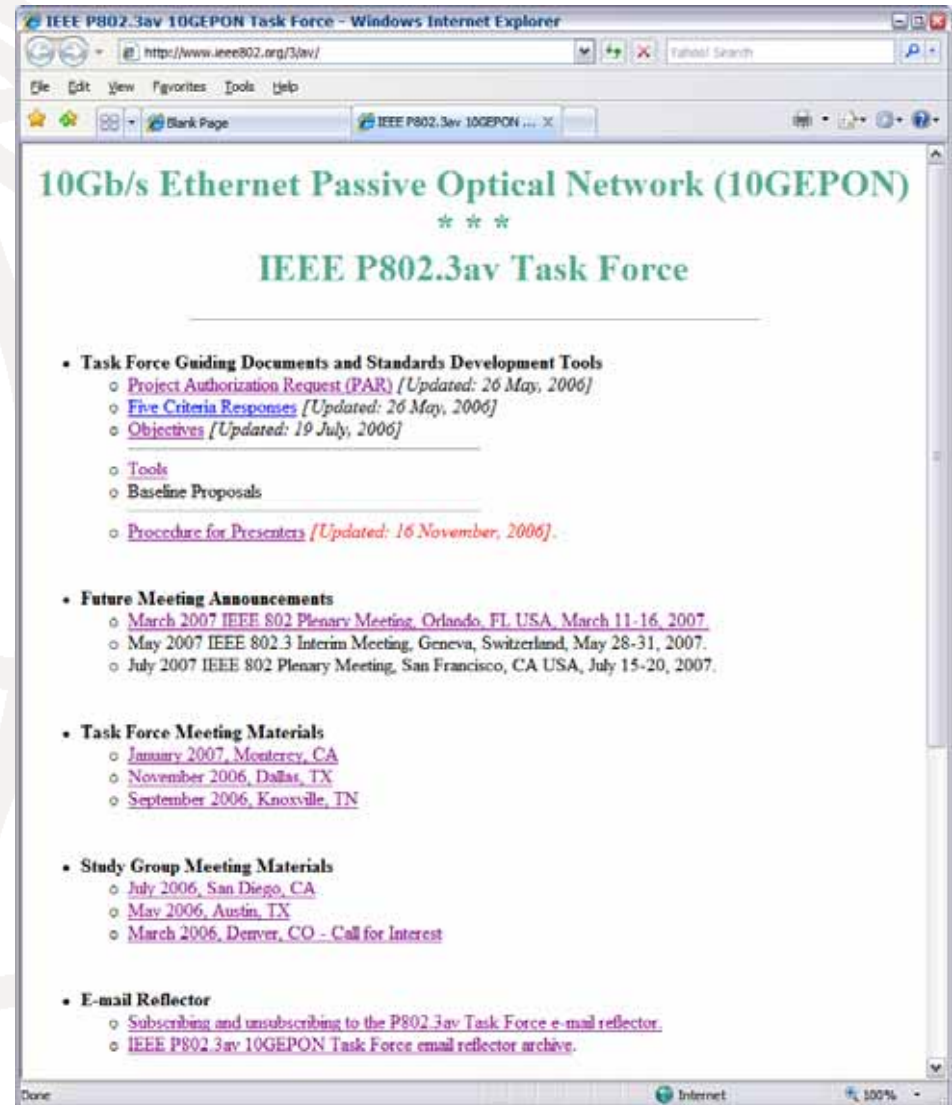 IEEE P802.3av 10GEPON Task Force - Windows Internet Explorer
http://www.ieee802.org/3/av/
Yahoo! Search
File Edit View Favorites Tools Help
Blank Page
IEEE P802.3av 10GEPON ...
10Gb/s Ethernet Passive Optical Network (10GEPON)
* * *
IEEE P802.3av Task Force
• Task Force Guiding Documents and Standards Development Tools
o Project Authorization Request (PAR) [Updated: 26 May, 2006]
o Five Criteria Responses [Updated: 26 May, 2006]
o Objectives [Updated: 19 July, 2006]
o Tools
o Baseline Proposals
o Procedure for Presenters [Updated: 16 November, 2006].
• Future Meeting Announcements
o March 2007 IEEE 802 Plenary Meeting, Orlando, FL USA, March 11-16, 2007.
o May 2007 IEEE 802.3 Interim Meeting, Geneva, Switzerland, May 28-31, 2007.
o July 2007 IEEE 802 Plenary Meeting, San Francisco, CA USA, July 15-20, 2007.
• Task Force Meeting Materials
o January 2007, Monterey, CA
o November 2006, Dallas, TX
o September 2006, Knoxville, TN
• Study Group Meeting Materials
o July 2006, San Diego, CA
o May 2006, Austin, TX
o March 2006, Denver, CO - Call for Interest
• E-mail Reflector
o Subscribing and unsubscribing to the P802.3av Task Force e-mail reflector.
o IEEE P802.3av 10GEPON Task Force email reflector archive.
Done
Internet
100%